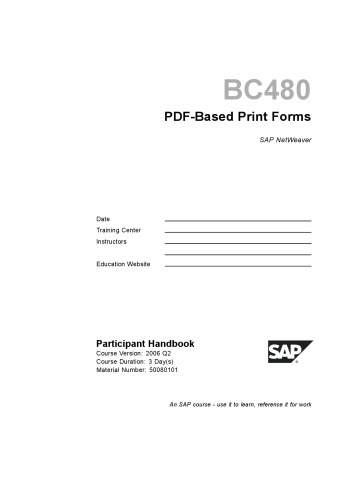 BC480
PDF-Based Print Forms
SAP NetWeaver
Date
Training Center
Instructors
Education Website
Participant Handbook
Course Version: 2006 Q2
Course Duration: 3 Day(s)
Material Number: 50080101
SAP
An SAP course - use it to learn, reference it for work